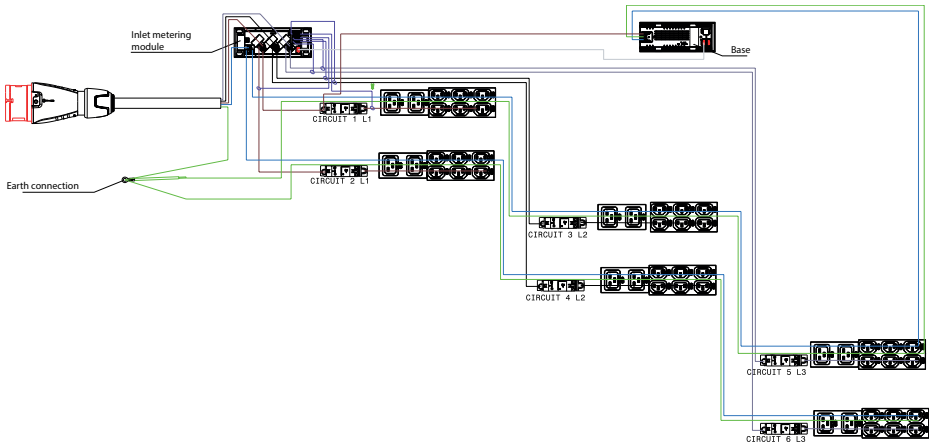 Inlet metering
module
Base
CIRCUIT 1 L1
Earth connection
CIRCUIT 2 L1
CIRCUIT 3 L2
CIRCUIT 4 L2
CIRCUIT 5 L3
CIRCUIT 6 L3